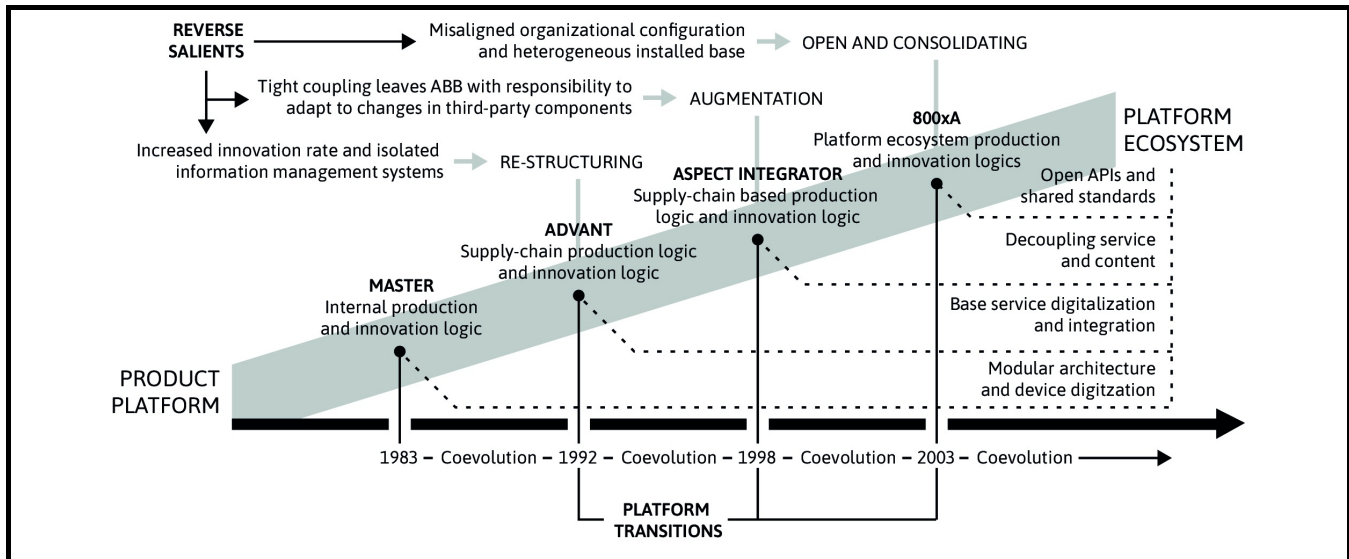 REVERSE
SALIENTS
Misaligned organizational configuration
and heterogeneous installed base
OPEN AND CONSOLIDATING
Tight coupling leaves ABB with responsibility to
adapt to changes in third-party components
AUGMENTATION
Increased innovation rate and isolated
information management systems
RE-STRUCTURING
800xA
Platform ecosystem production
and innovation logics
PLATFORM
ECOSYSTEM
ASPECT INTEGRATOR
Supply-chain based production
logic and innovation logic
Open APIs and
shared standards
ADVANT
Supply-chain production logic
and innovation logic
Decoupling service
and content
MASTER
Internal production
and innovation logic
Base service digitalization
and integration
Modular architecture
and device digitzation
PRODUCT
PLATFORM
1983 – Coevolution – 1992 – Coevolution – 1998 – Coevolution – 2003 – Coevolution
PLATFORM
TRANSITIONS